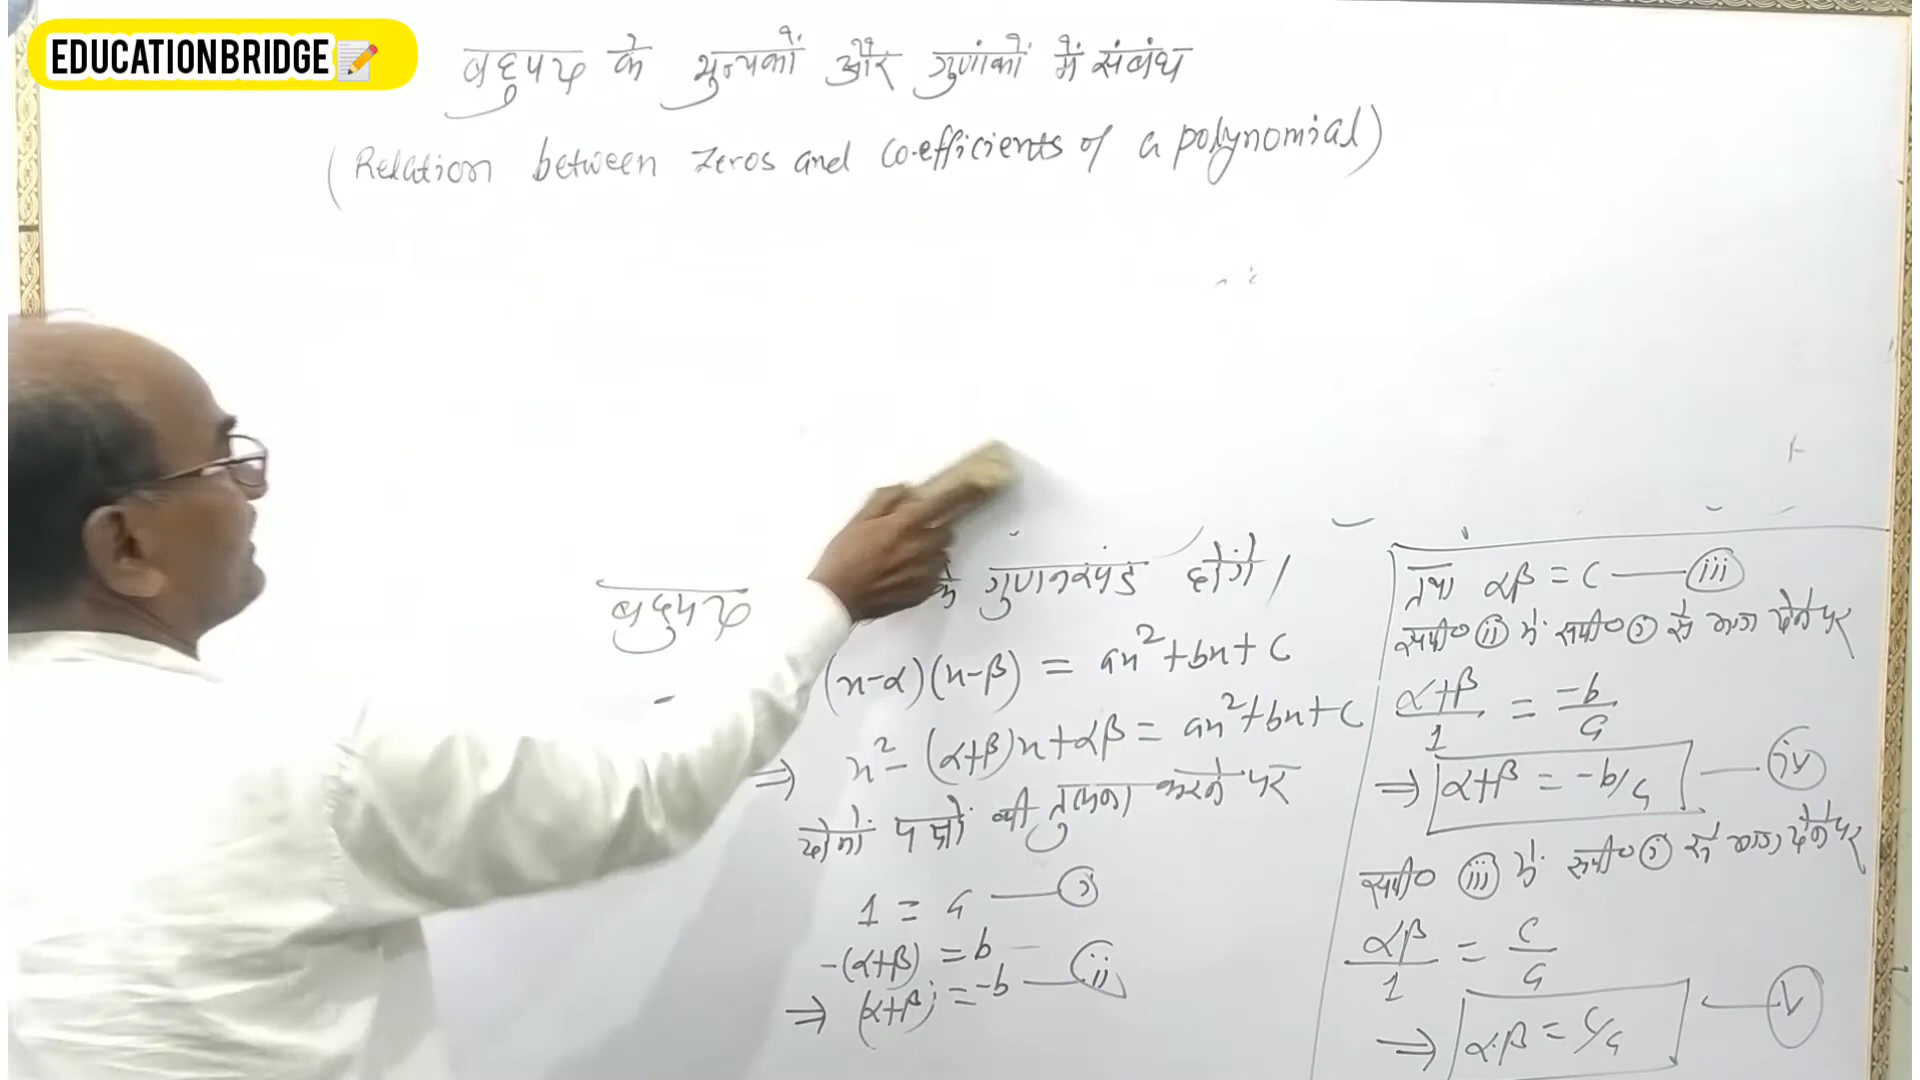 EDUCATIONBRIDGE
बहुपद के शून्यकों और गुणांकों में संबंध
(Relation between zeros and co-efficients of a polynomial)
बहुपद के गुणनखंड होंगे।
(x-α)(x-β) = ax²+bx+c
⇒ x²-(α+β)x+αβ = ax²+bx+c
दोनों पक्षों की तुलना करने पर
1 = a — (i)
-(α+β) = b
⇒ (α+β) = -b — (ii)
तथा αβ = c — (iii)
समी० (ii) में समी० (i) से भाग देने पर
α+β/1 = -b/a
⇒ α+β = -b/a — (iv)
समी० (iii) में समी० (i) से भाग देने पर
αβ/1 = c/a
⇒ α.β = c/a — (v)